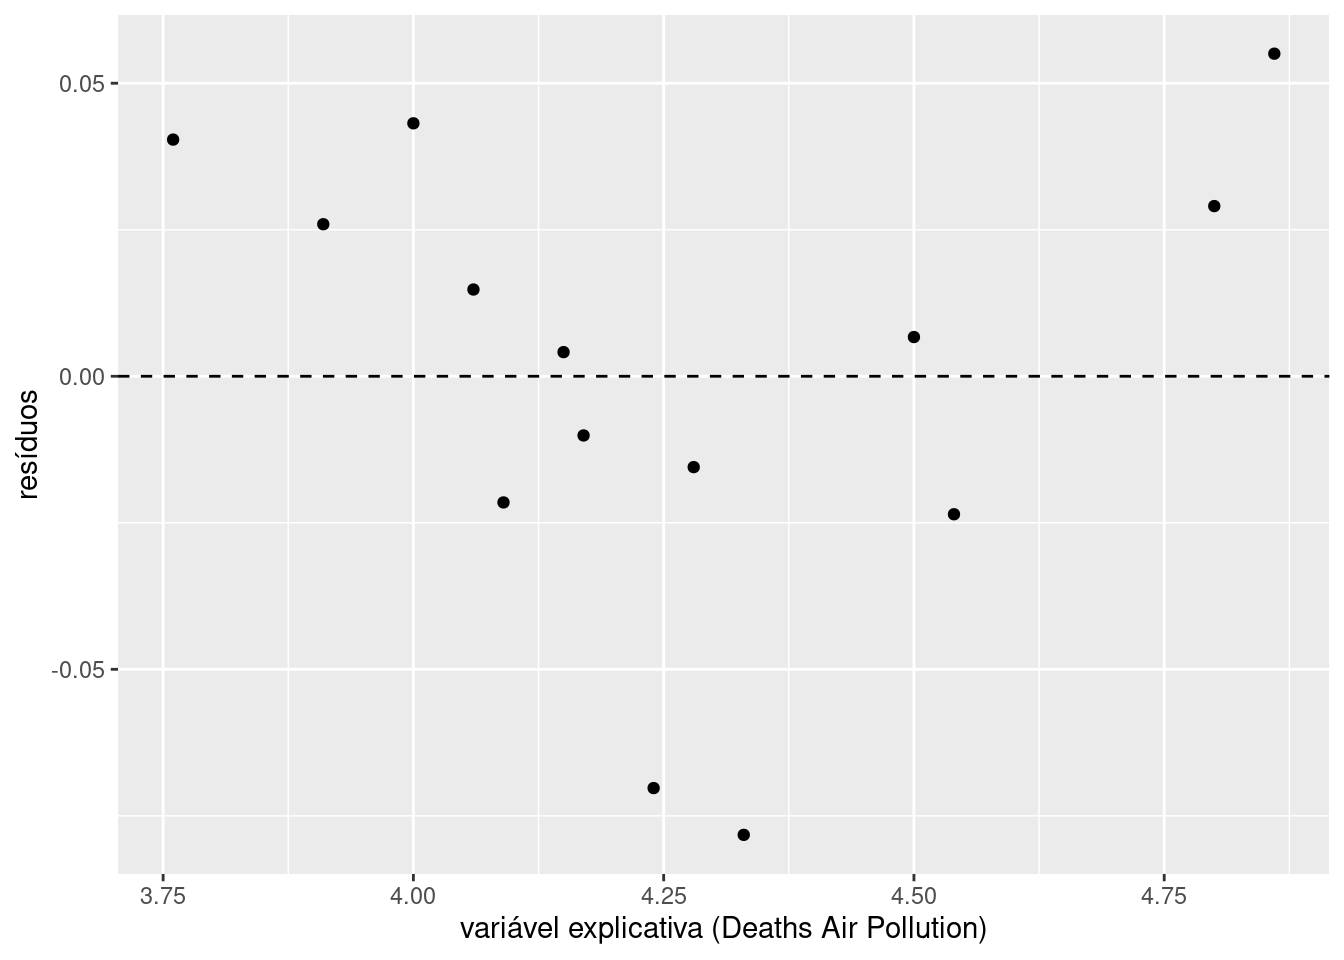 0.05
0.00
-0.05
resíduos
3.75 4.00 4.25 4.50 4.75
variável explicativa (Deaths Air Pollution)